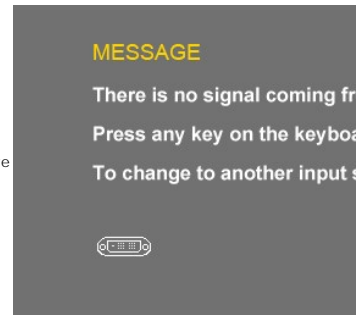 MESSAGE
There is no signal coming fr
Press any key on the keyboa
e
To change to another input s